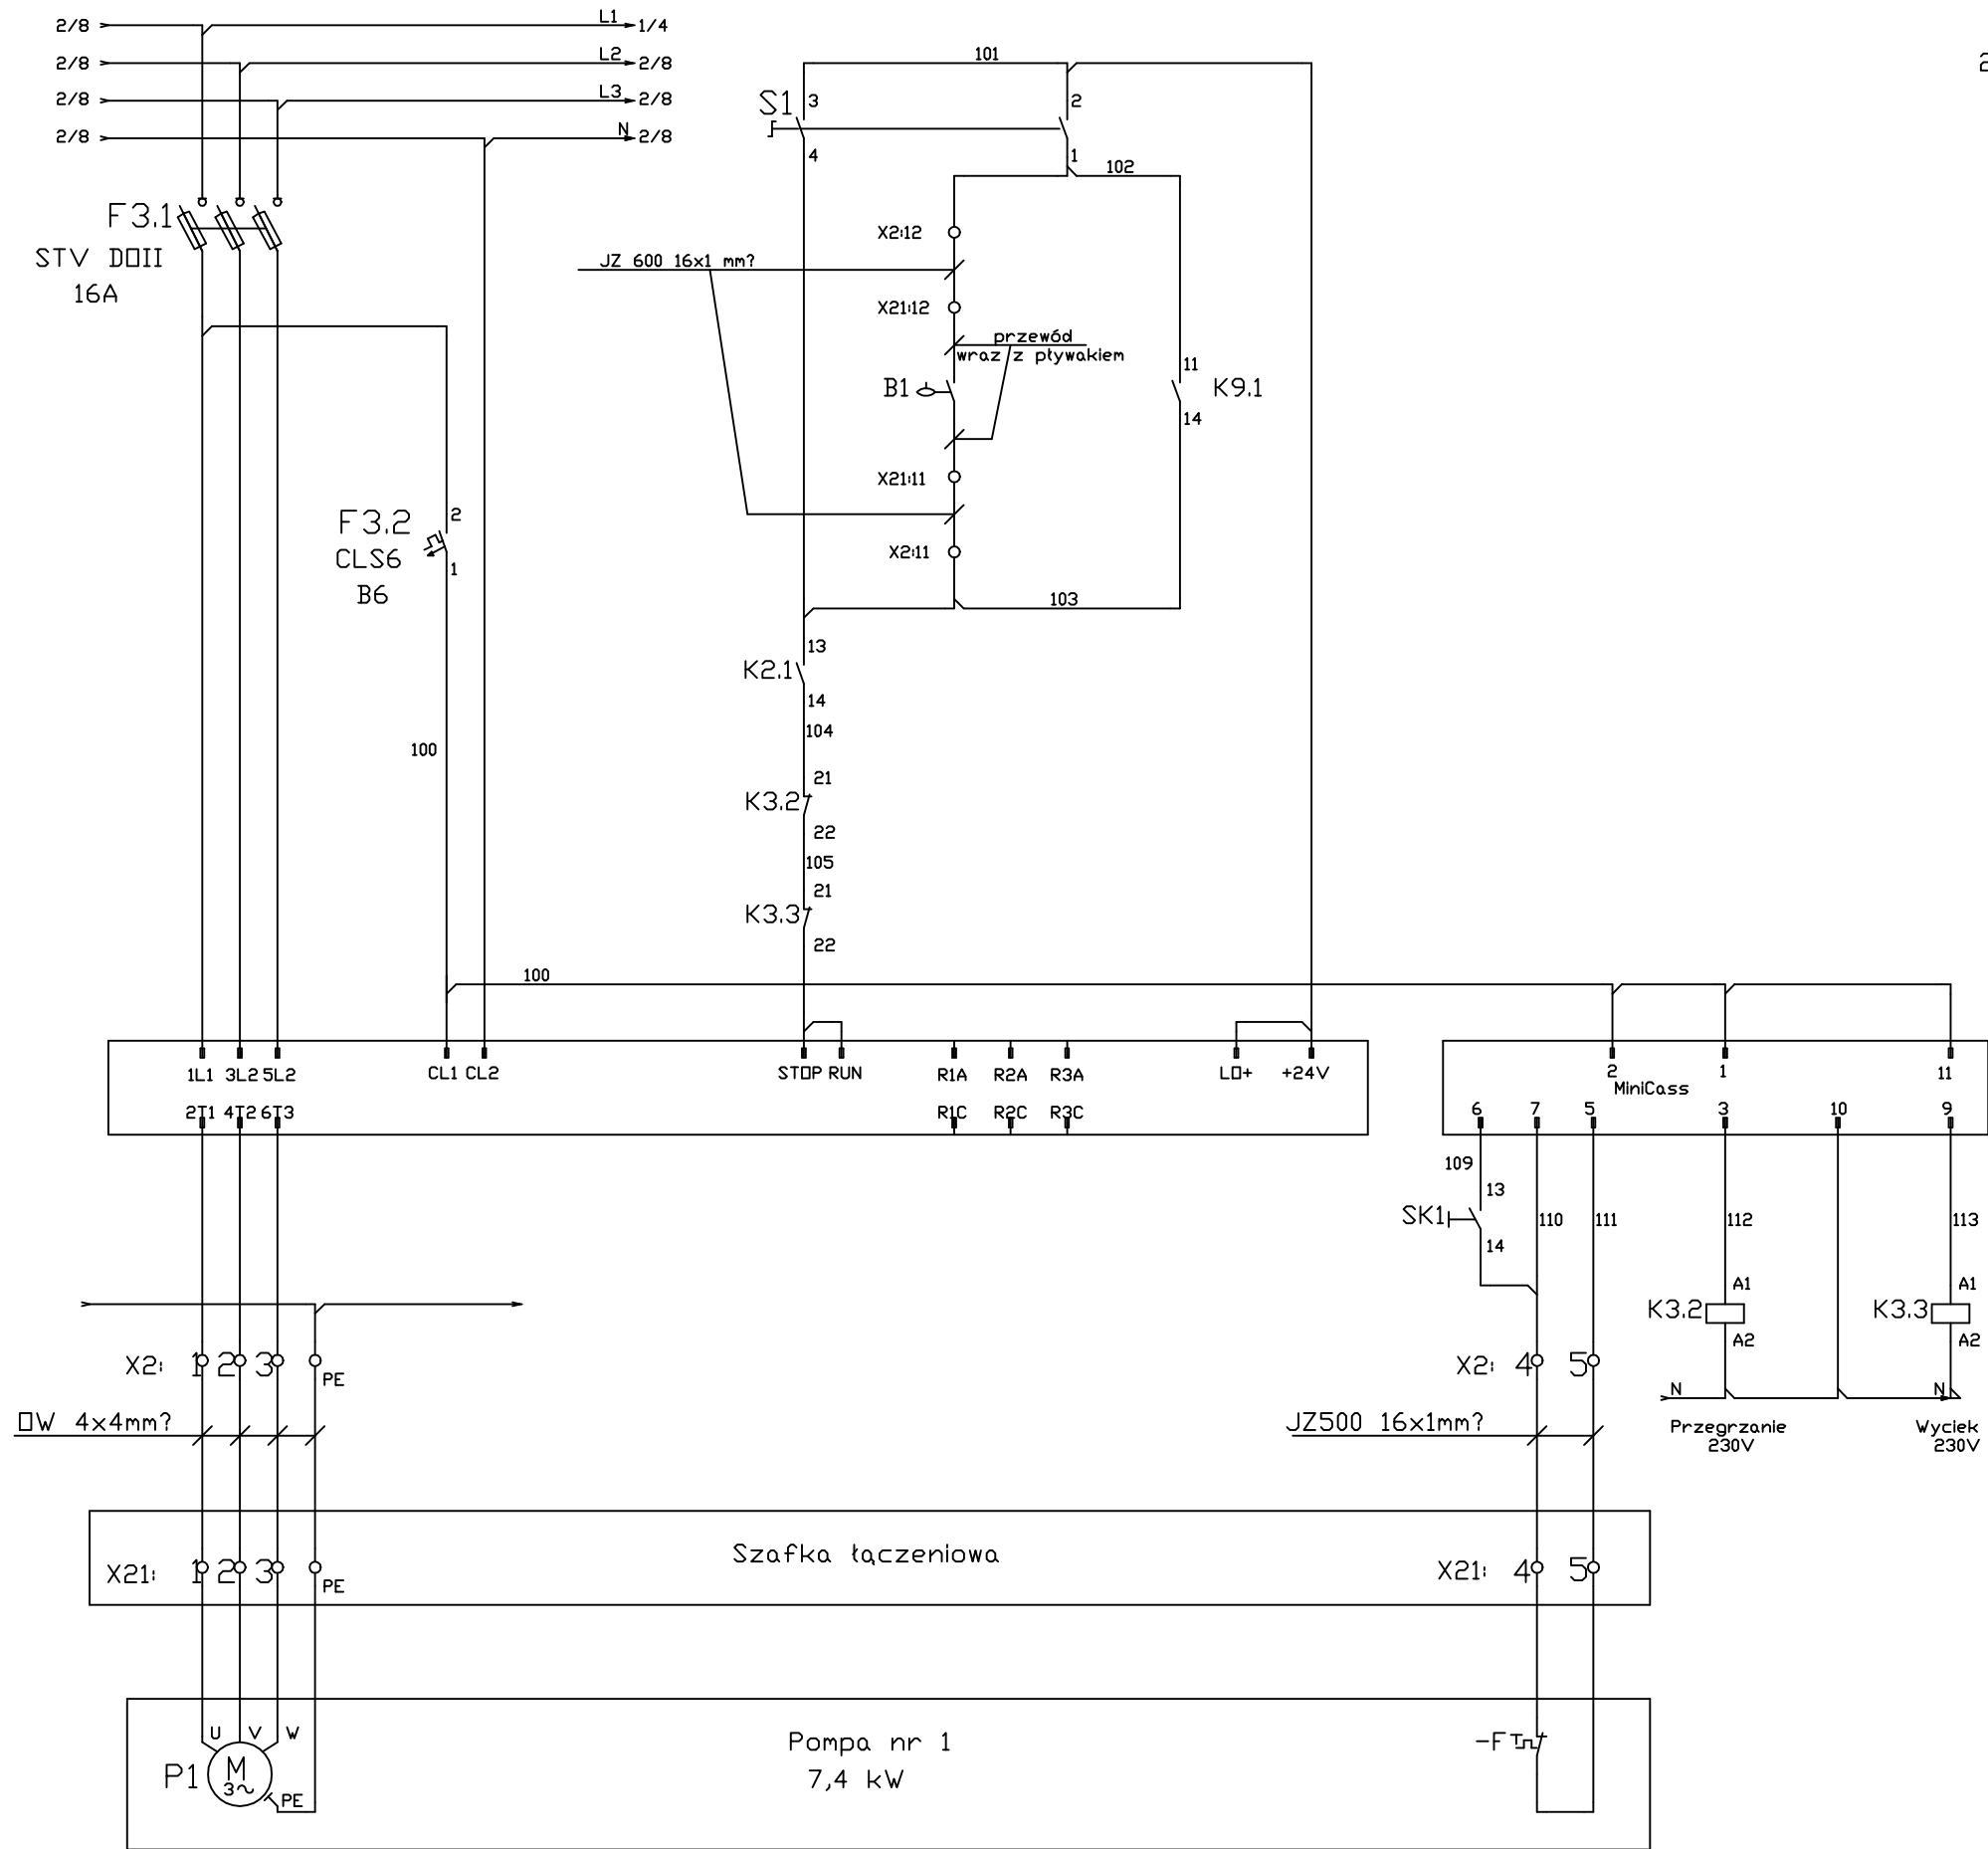 2/8 L1 1/4
2/8 L2 2/8
2/8 L3 2/8
2/8 N 2/8
F3.1
STV DOII
16A
101
S1 3 2
4 1
102
X2:12
JZ 600 16x1 mm?
X21:12
przewód
wraz z pływakiem
B1
11
K9.1
14
X21:11
X2:11
103
F3.2
CLS6
B6
2
1
100
13
K2.1
14
104
21
K3.2
22
105
21
K3.3
22
100
1L1 3L2 5L2 CL1 CL2 STOP RUN R1A R2A R3A LO+ +24V
2T1 4T2 6T3 R1C R2C R3C
2 1 11
MiniCass
6 7 5 3 10 9
109
13
SK1
14
110 111 112 113
A1 A1
K3.2 K3.3
A2 A2
N N
Przegrzanie
230V
Wyciek
230V
X2: 1 2 3 PE
X2: 4 5
OW 4x4mm?
JZ500 16x1mm?
Szafka łączeniowa
X21: 1 2 3 PE
X21: 4 5
U V W
P1
M
3~
PE
Pompa nr 1
7,4 kW
-F T